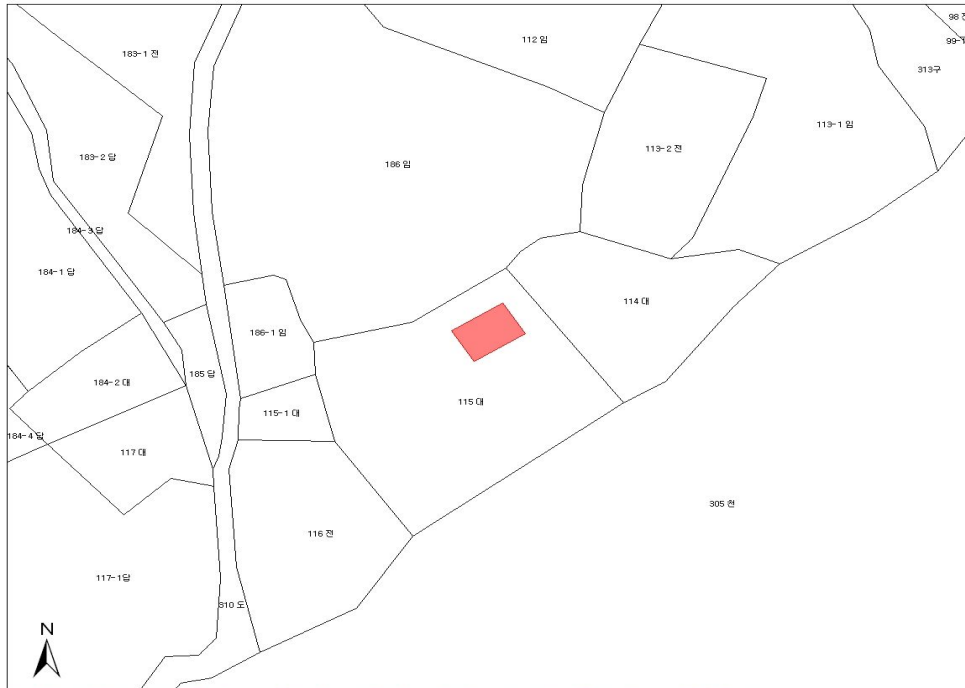 98 전
112 임
99-1
183-1 전
313구
113-1 임
113-2 전
183-2 답
186 임
184-3 답
184-1 답
114 대
186-1 임
185 답
184-2 대
115 대
115-1 대
184-4 답
117 대
305 천
116 전
117-1답
310 도
N